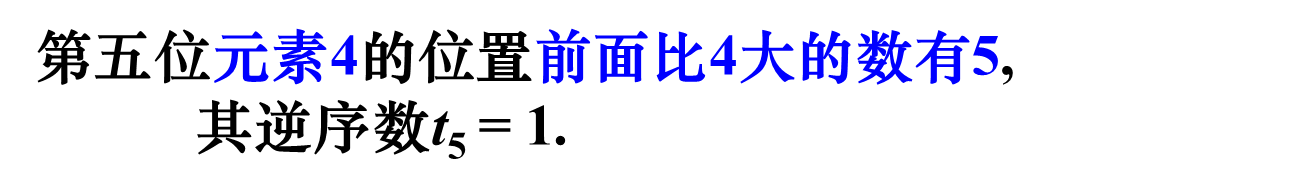 第五位元素4的位置前面比4大的数有5,
其逆序数t₅ = 1.